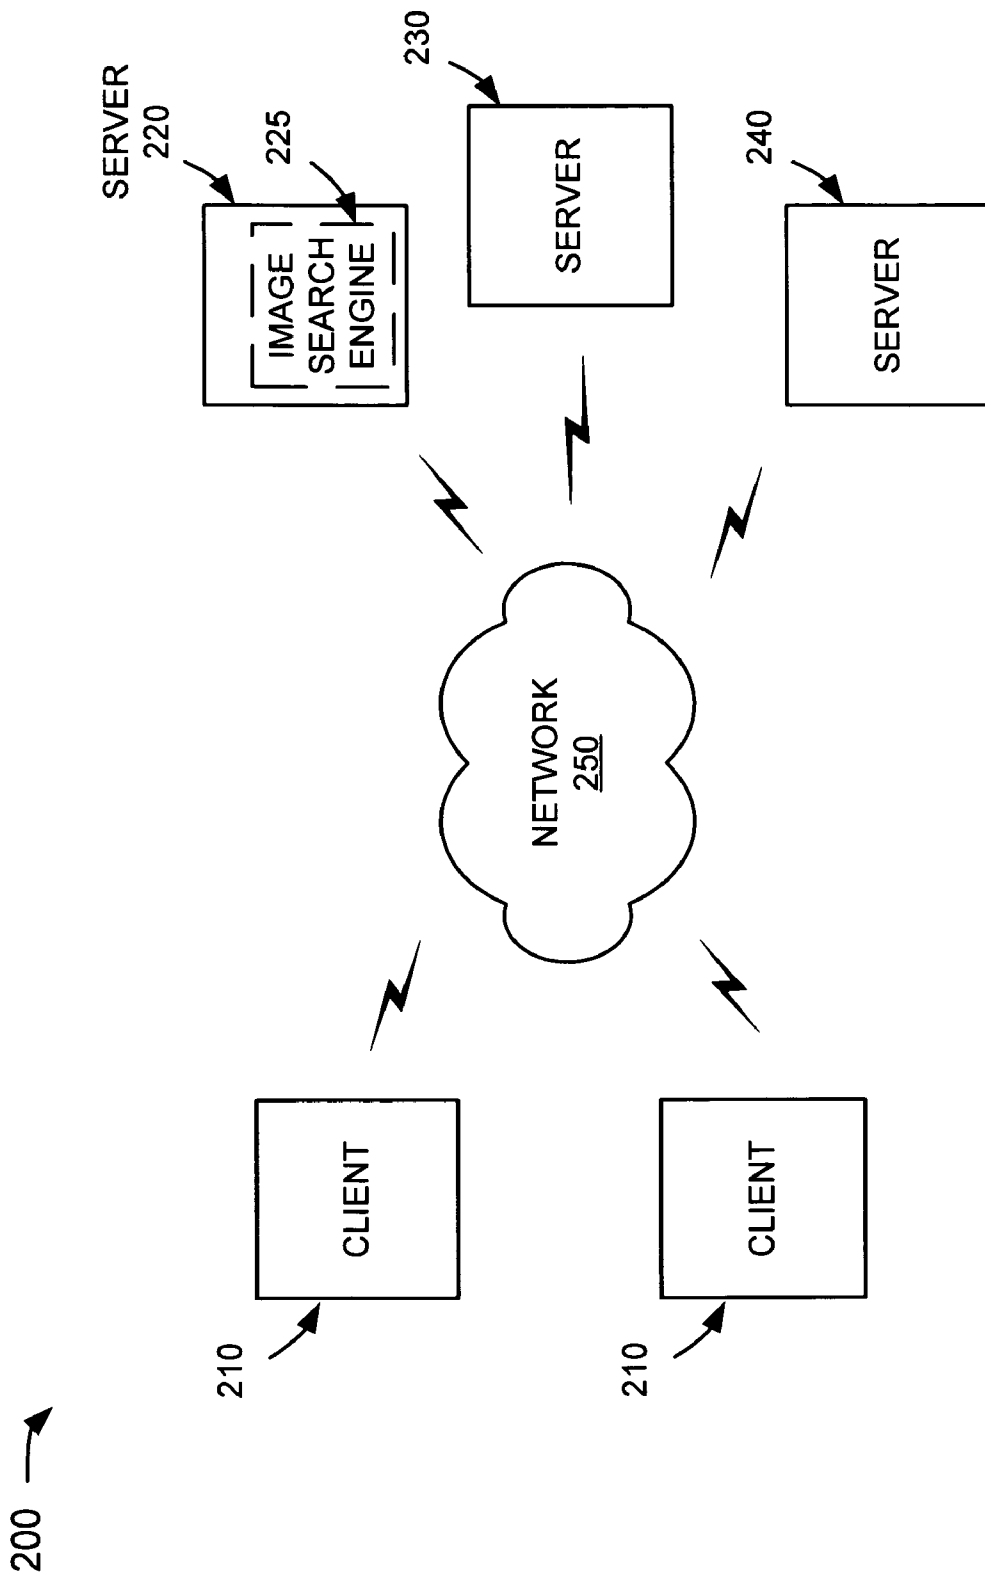 200
210
CLIENT
210
CLIENT
NETWORK
250
SERVER
220
225
IMAGE
SEARCH
ENGINE
230
SERVER
240
SERVER